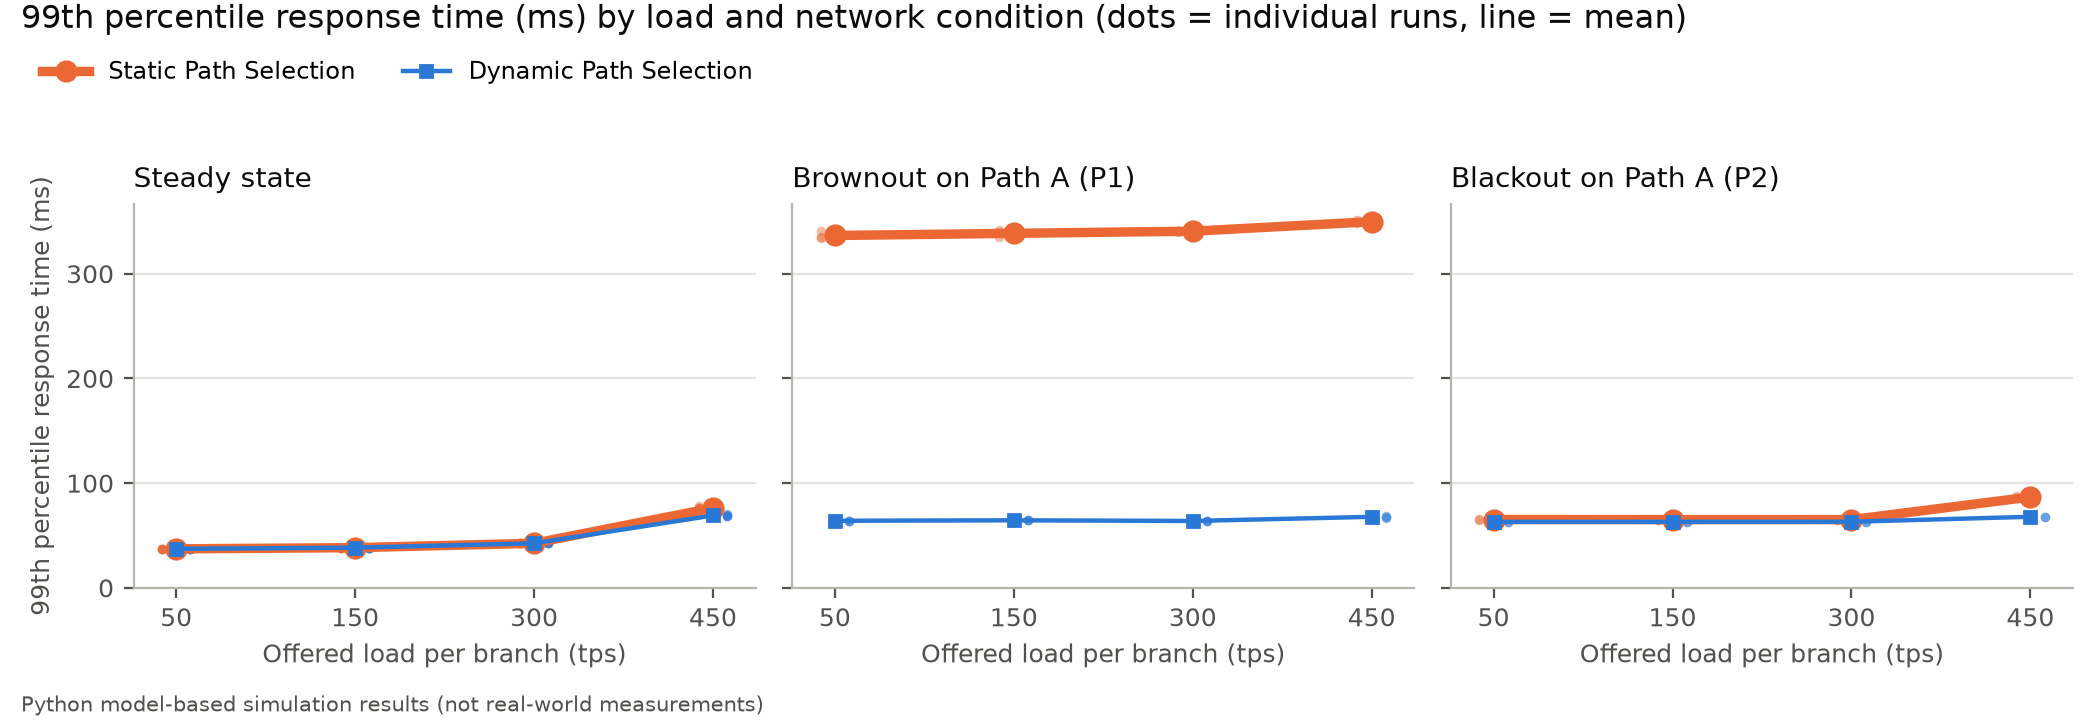 99th percentile response time (ms) by load and network condition (dots = individual runs, line = mean)
Static Path Selection
Dynamic Path Selection
Steady state
Brownout on Path A (P1)
Blackout on Path A (P2)
99th percentile response time (ms)
300
200
100
0
50 150 300 450
50 150 300 450
50 150 300 450
Offered load per branch (tps)
Offered load per branch (tps)
Offered load per branch (tps)
Python model-based simulation results (not real-world measurements)